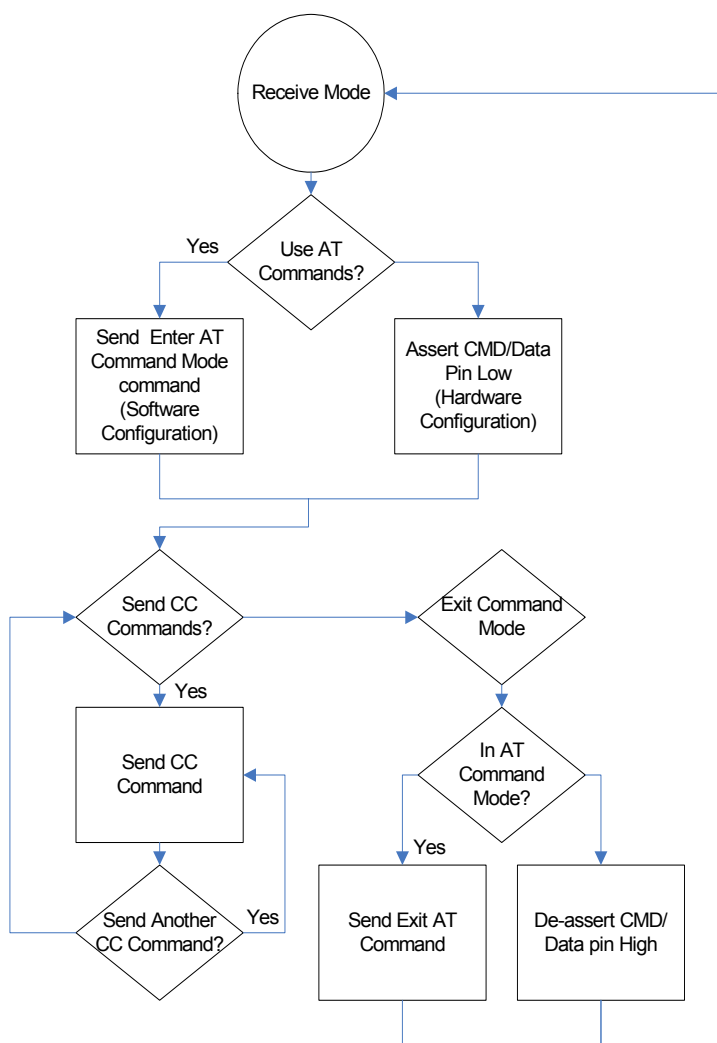 Receive Mode
Yes
Use AT
Commands?
Send Enter AT
Command Mode
command
(Software
Configuration)
Assert CMD/Data
Pin Low
(Hardware
Configuration)
Send CC
Commands?
Exit Command
Mode
Yes
Send CC
Command
In AT
Command
Mode?
Yes
Send Another
CC Command?
Yes
Send Exit AT
Command
De-assert CMD/
Data pin High